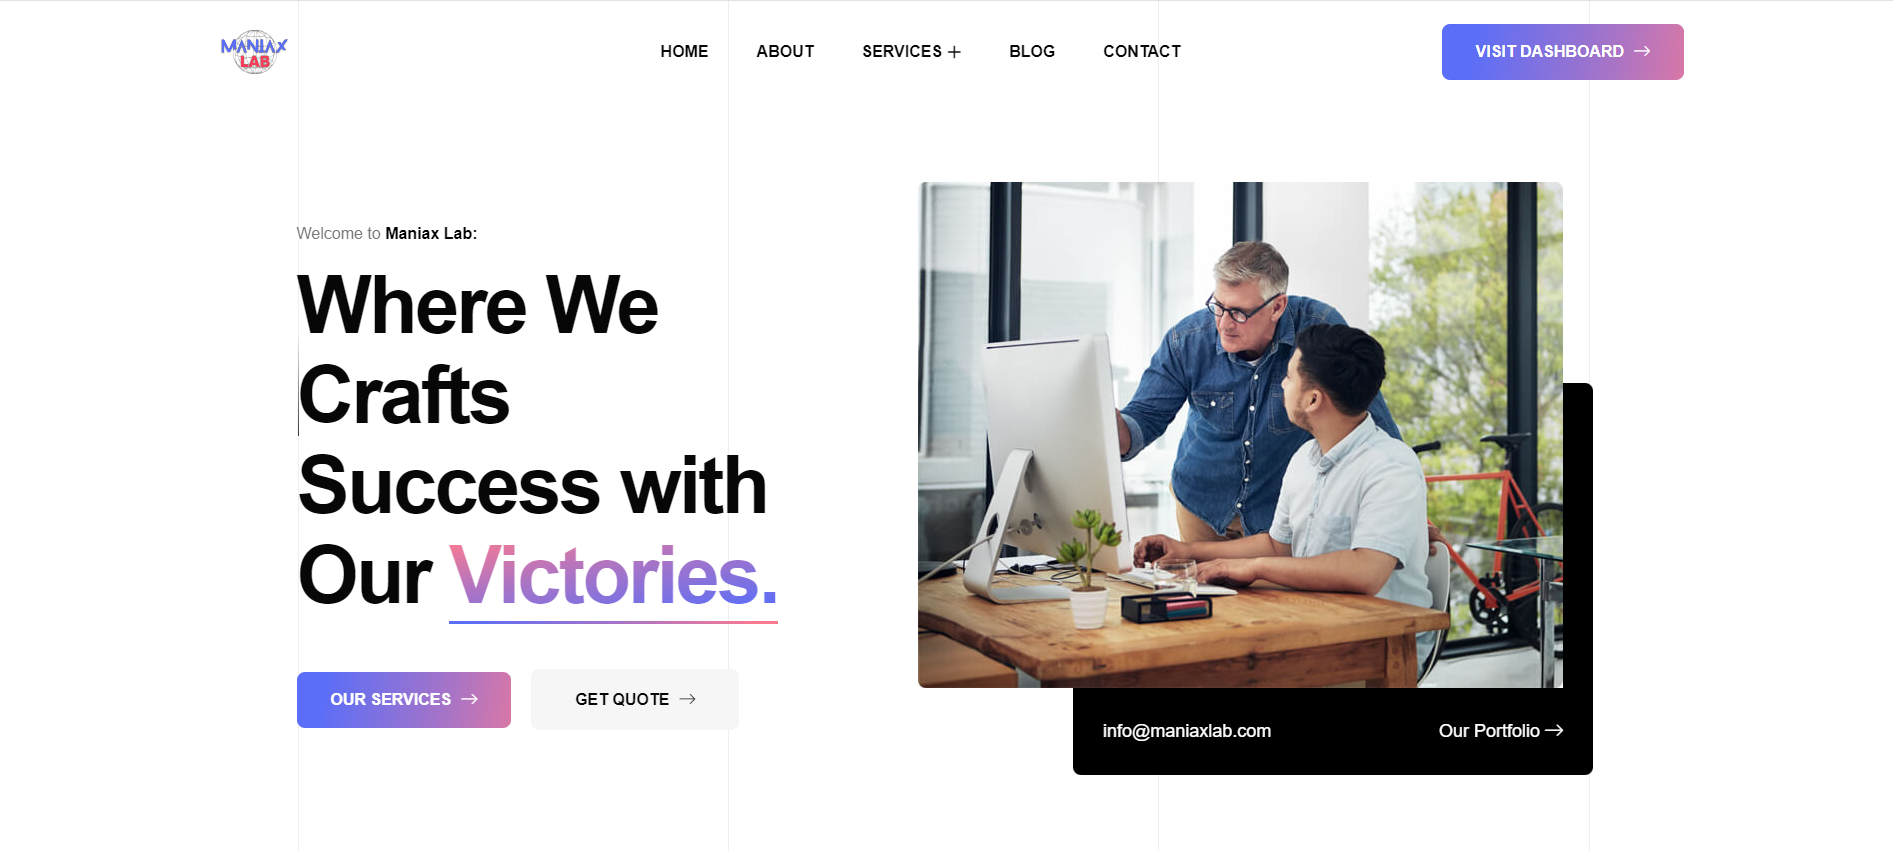 MANIAX
LAB
HOME
ABOUT
SERVICES +
BLOG
CONTACT
VISIT DASHBOARD →
Welcome to Maniax Lab:
Where We
Crafts
Success with
Our Victories.
OUR SERVICES →
GET QUOTE →
info@maniaxlab.com
Our Portfolio →